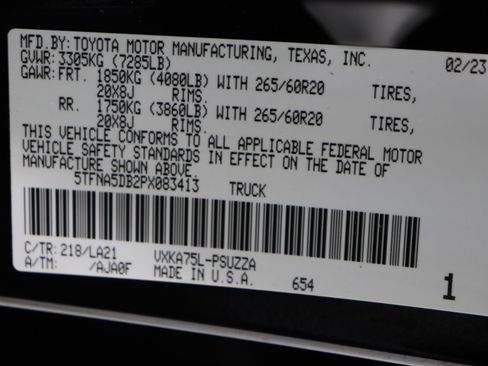 MFD.BY:TOYOTA MOTOR MANUFACTURING, TEXAS, INC. 02/23
GVWR: 3305KG (7285LB)
GAWR: FRT. 1850KG (4080LB) WITH 265/60R20 TIRES,
20X8J RIMS.
RR. 1750KG (3860LB) WITH 265/60R20 TIRES,
20X8J RIMS.
THIS VEHICLE CONFORMS TO ALL APPLICABLE FEDERAL MOTOR
VEHICLE SAFETY STANDARDS IN EFFECT ON THE DATE OF
MANUFACTURE SHOWN ABOVE.
5TFNA5DB2PX083413 TRUCK
C/TR: 218/LA21 VXKA75L-PSUZZA
A/TM: /AJA0F MADE IN U.S.A. 654 1